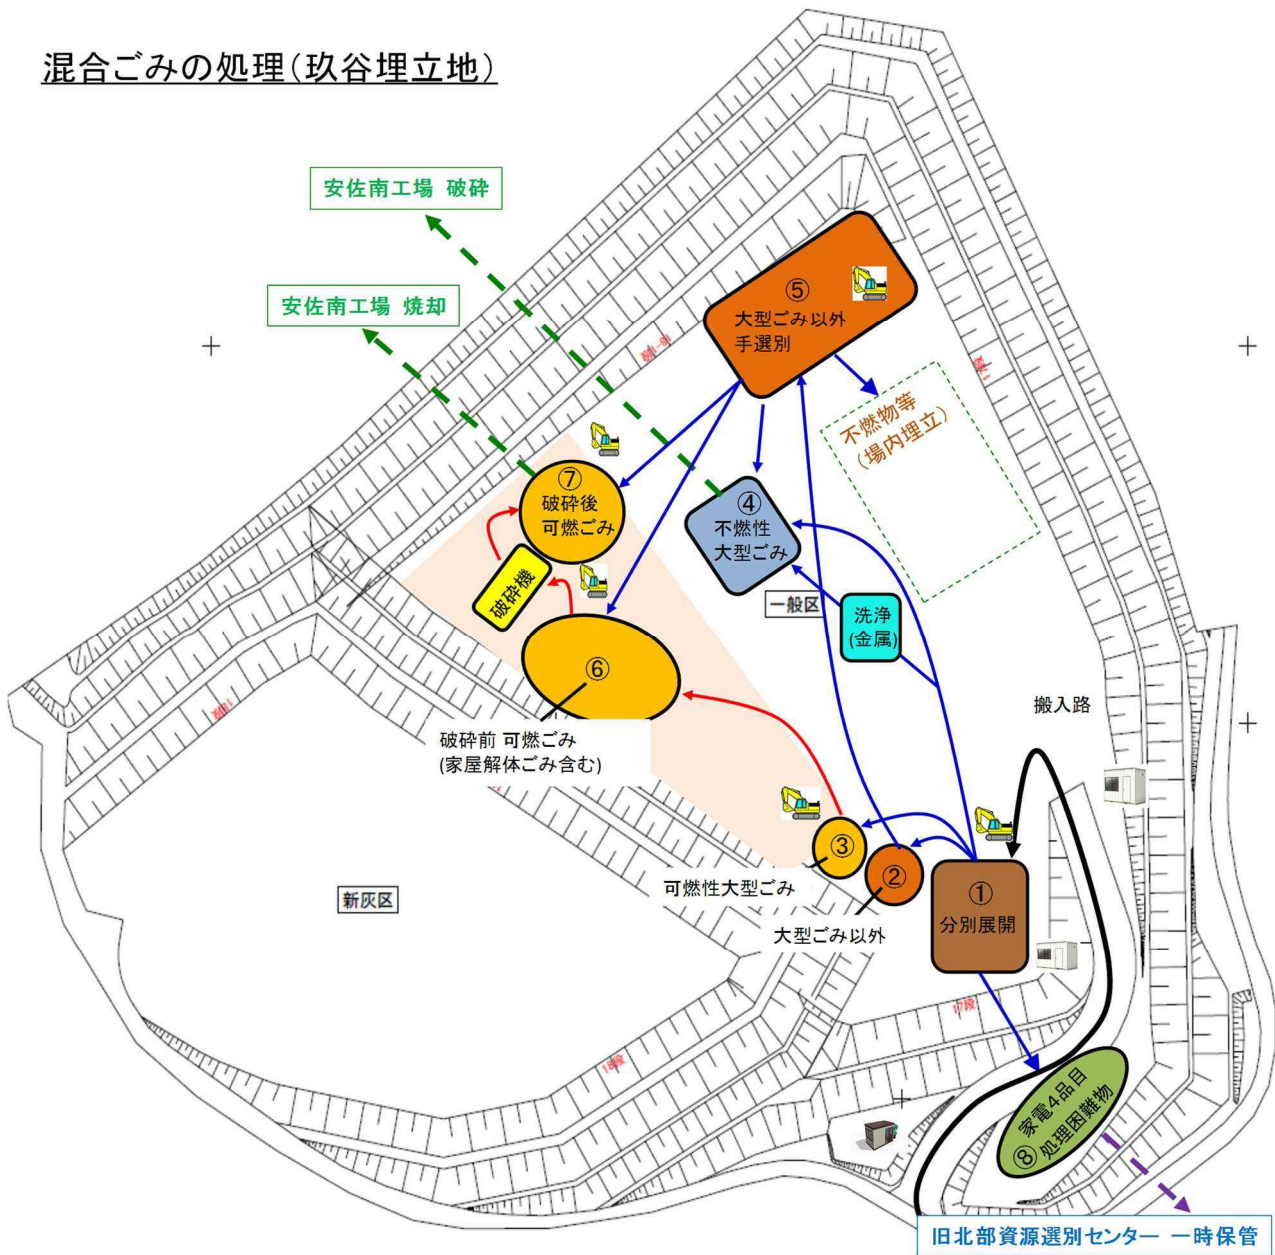 混合ごみの処理(玖谷埋立地)
安佐南工場 破砕
安佐南工場 焼却
⑤
大型ごみ以外
手選別
不燃物等
(場内埋立)
⑦
破砕後
可燃ごみ
④
不燃性
大型ごみ
破砕機
一般区
洗浄
(金属)
⑥
破砕前 可燃ごみ
(家屋解体ごみ含む)
搬入路
③
可燃性大型ごみ
②
大型ごみ以外
①
分別展開
新灰区
17段
18段
家電4品目
⑧ 処理困難物
旧北部資源選別センター 一時保管